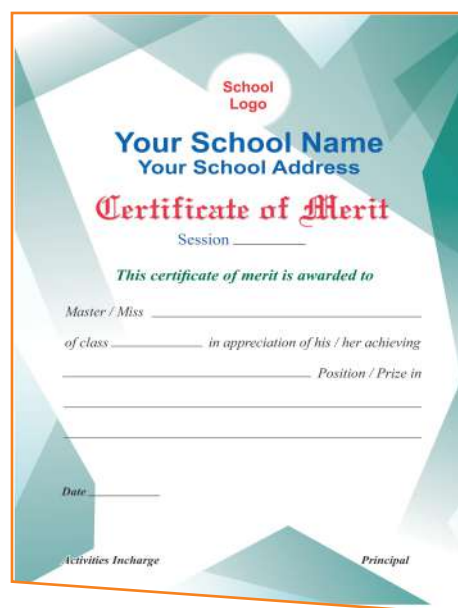 School
Logo
Your School Name
Your School Address
Certificate of Merit
Session
This certificate of merit is awarded to
Master / Miss
of class in appreciation of his / her achieving
Position / Prize in
Date
Activities Incharge Principal